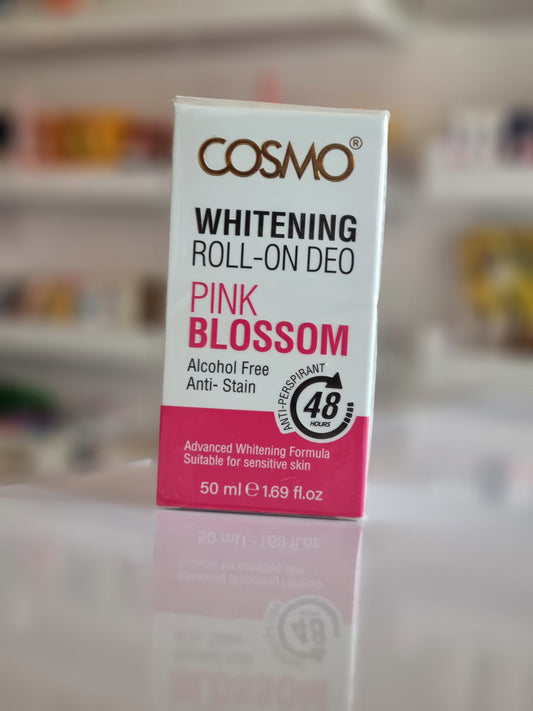 COSMO®
WHITENING
ROLL-ON DEO
PINK
BLOSSOM
Alcohol Free
Anti- Stain
ANTI-PERSPIRANT
48
HOURS
Advanced Whitening Formula
Suitable for sensitive skin
50 ml ℮ 1.69 fl.oz